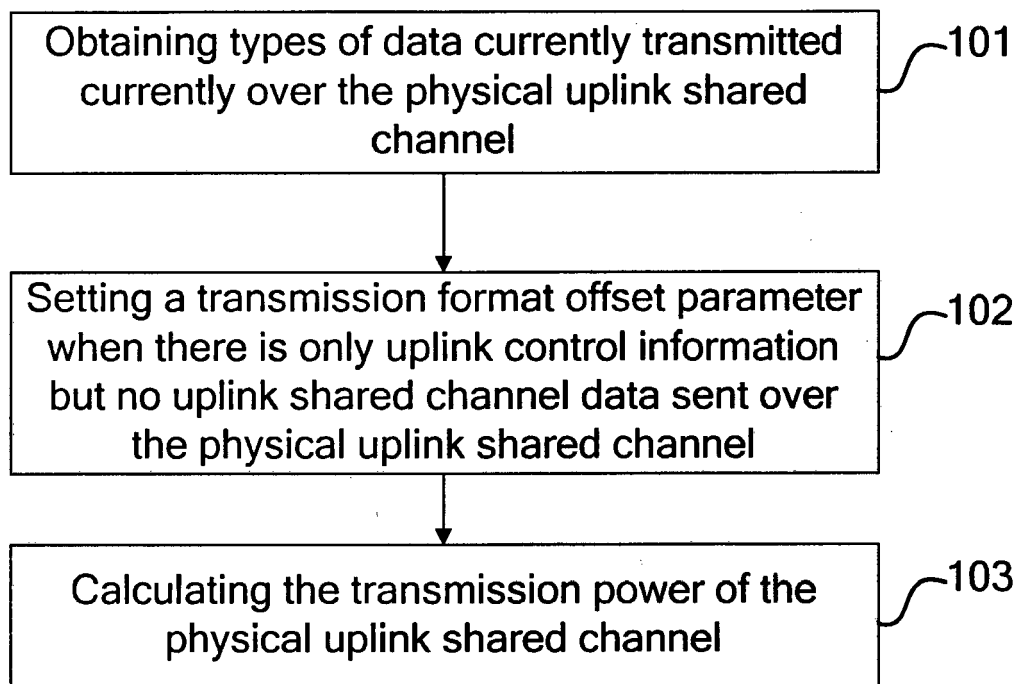 Obtaining types of data currently transmitted
currently over the physical uplink shared
channel
101
Setting a transmission format offset parameter
when there is only uplink control information
but no uplink shared channel data sent over
the physical uplink shared channel
102
Calculating the transmission power of the
physical uplink shared channel
103